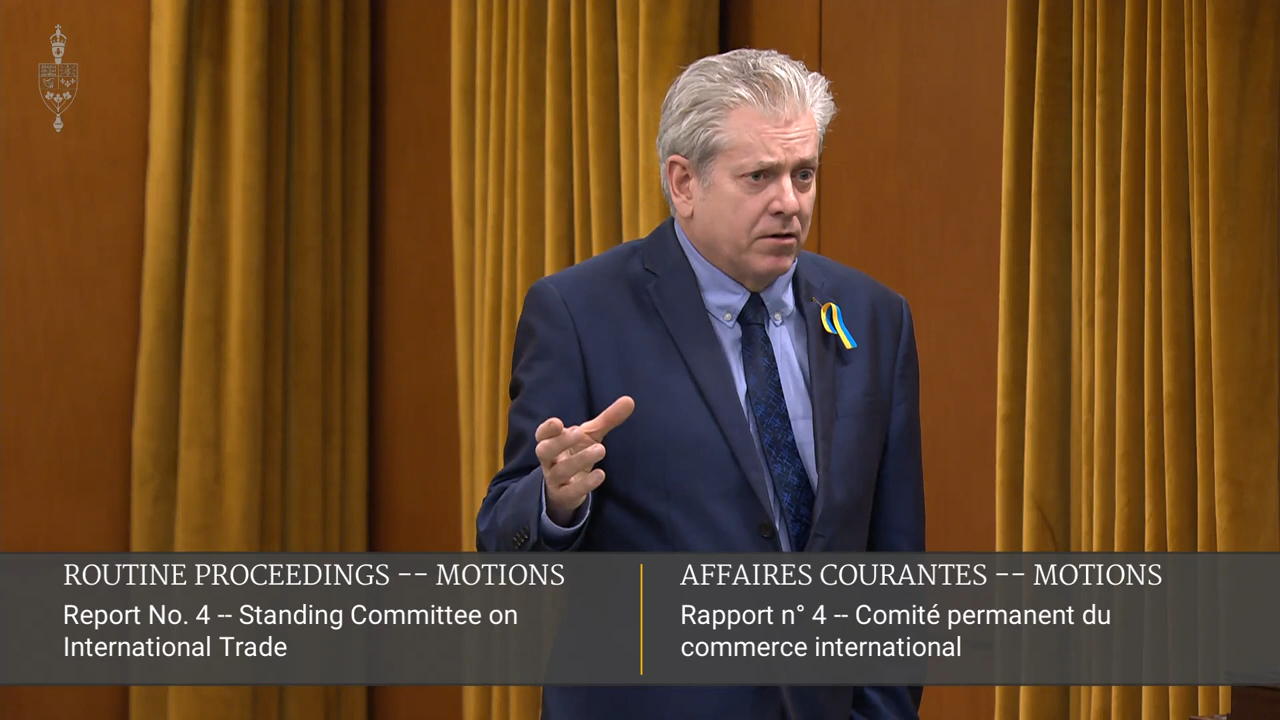 ROUTINE PROCEEDINGS -- MOTIONS
Report No. 4 -- Standing Committee on
International Trade
AFFAIRES COURANTES -- MOTIONS
Rapport n° 4 -- Comité permanent du
commerce international